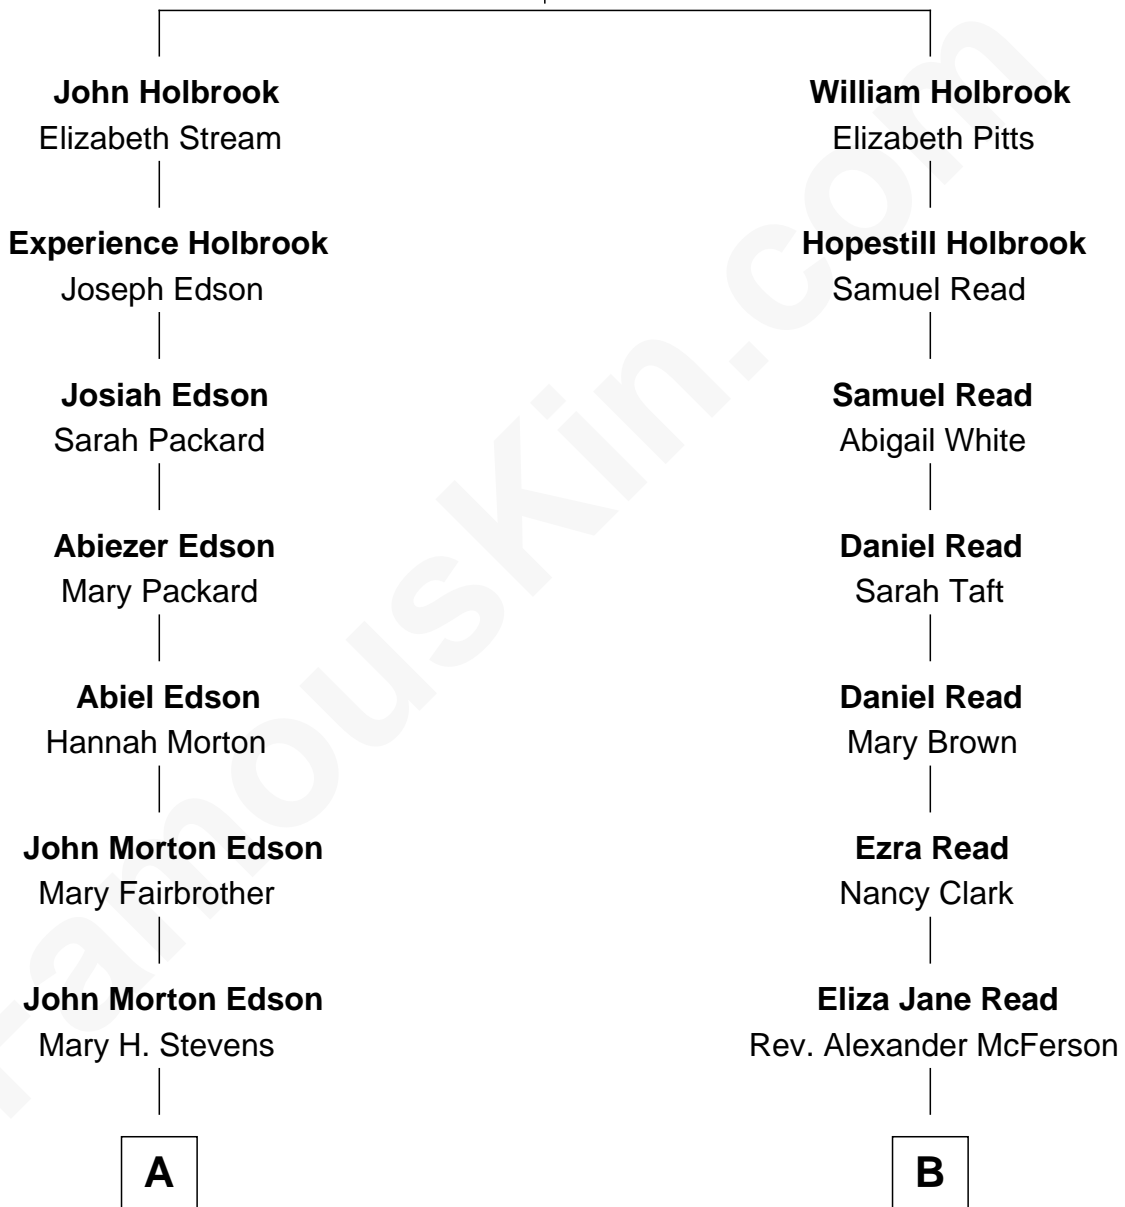 John Holbrook
Elizabeth Stream
William Holbrook
Elizabeth Pitts
Experience Holbrook
Joseph Edson
Hopestill Holbrook
Samuel Read
Josiah Edson
Sarah Packard
Samuel Read
Abigail White
Abiezer Edson
Mary Packard
Daniel Read
Sarah Taft
Abiel Edson
Hannah Morton
Daniel Read
Mary Brown
John Morton Edson
Mary Fairbrother
Ezra Read
Nancy Clark
John Morton Edson
Mary H. Stevens
Eliza Jane Read
Rev. Alexander McFerson
A
B
FamousKin.com